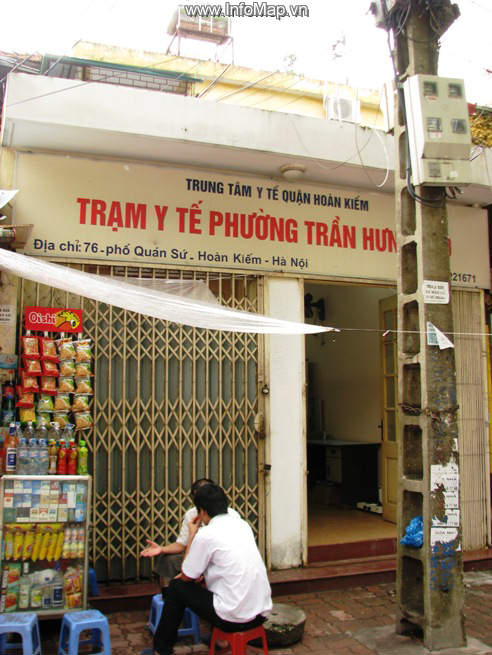 www.InfoMap.vn
TRUNG TÂM Y TẾ QUẬN HOÀN KIẾM
TRẠM Y TẾ PHƯỜNG TRẦN HƯN
Địa chỉ: 76 - phố Quán Sứ - Hoàn Kiếm - Hà Nội
221671
Oishi